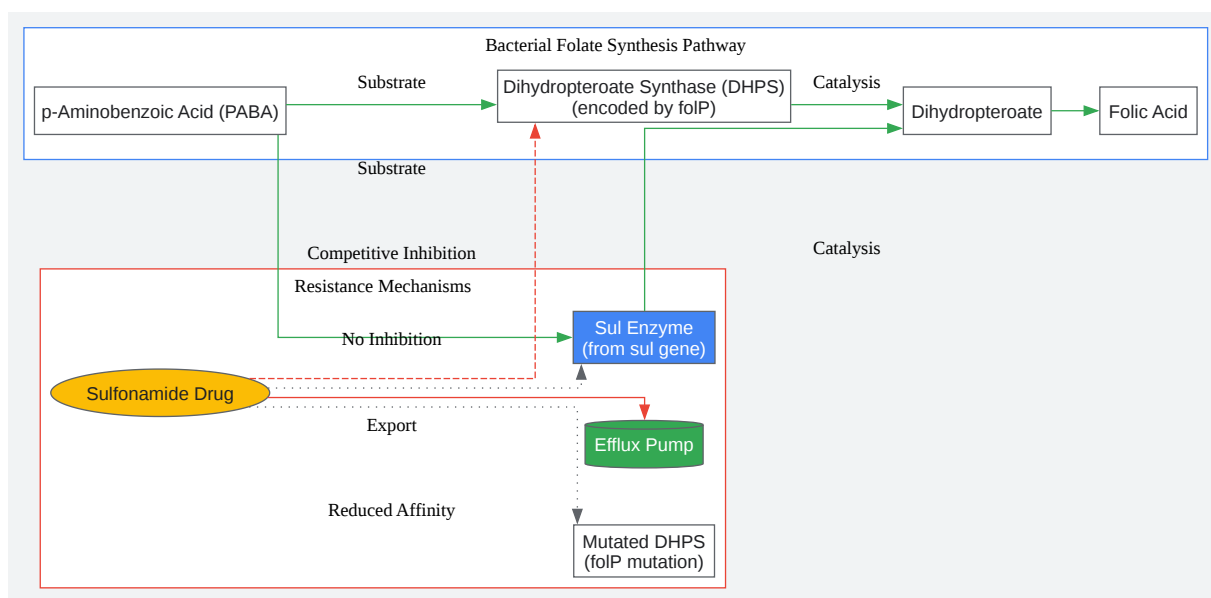 Bacterial Folate Synthesis Pathway
Substrate
Dihydropteroate Synthase (DHPS)
(encoded by folP)
Catalysis
p-Aminobenzoic Acid (PABA)
Dihydropteroate
Folic Acid
Substrate
Competitive Inhibition
Catalysis
Resistance Mechanisms
No Inhibition
Sul Enzyme
(from sul gene)
Sulfonamide Drug
Export
Efflux Pump
Reduced Affinity
Mutated DHPS
(folP mutation)